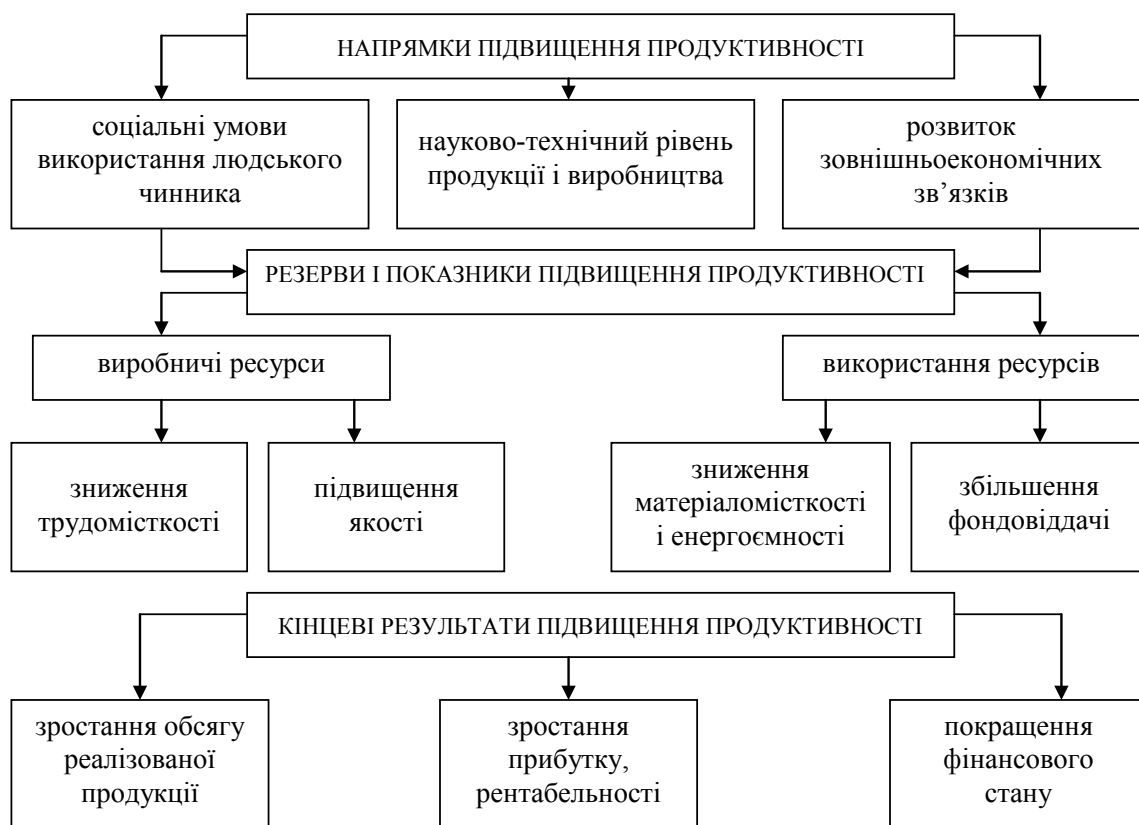 НАПРЯМКИ ПІДВИЩЕННЯ ПРОДУКТИВНОСТІ
соціальні умови
використання людського
чинника
науково-технічний рівень
продукції і виробництва
розвиток
зовнішньоекономічних
зв’язків
РЕЗЕРВИ І ПОКАЗНИКИ ПІДВИЩЕННЯ ПРОДУКТИВНОСТІ
виробничі ресурси
використання ресурсів
зниження
трудомісткості
підвищення
якості
зниження
матеріаломісткості
і енергоємності
збільшення
фондовіддачі
КІНЦЕВІ РЕЗУЛЬТАТИ ПІДВИЩЕННЯ ПРОДУКТИВНОСТІ
зростання обсягу
реалізованої
продукції
зростання
прибутку,
рентабельності
покращення
фінансового
стану